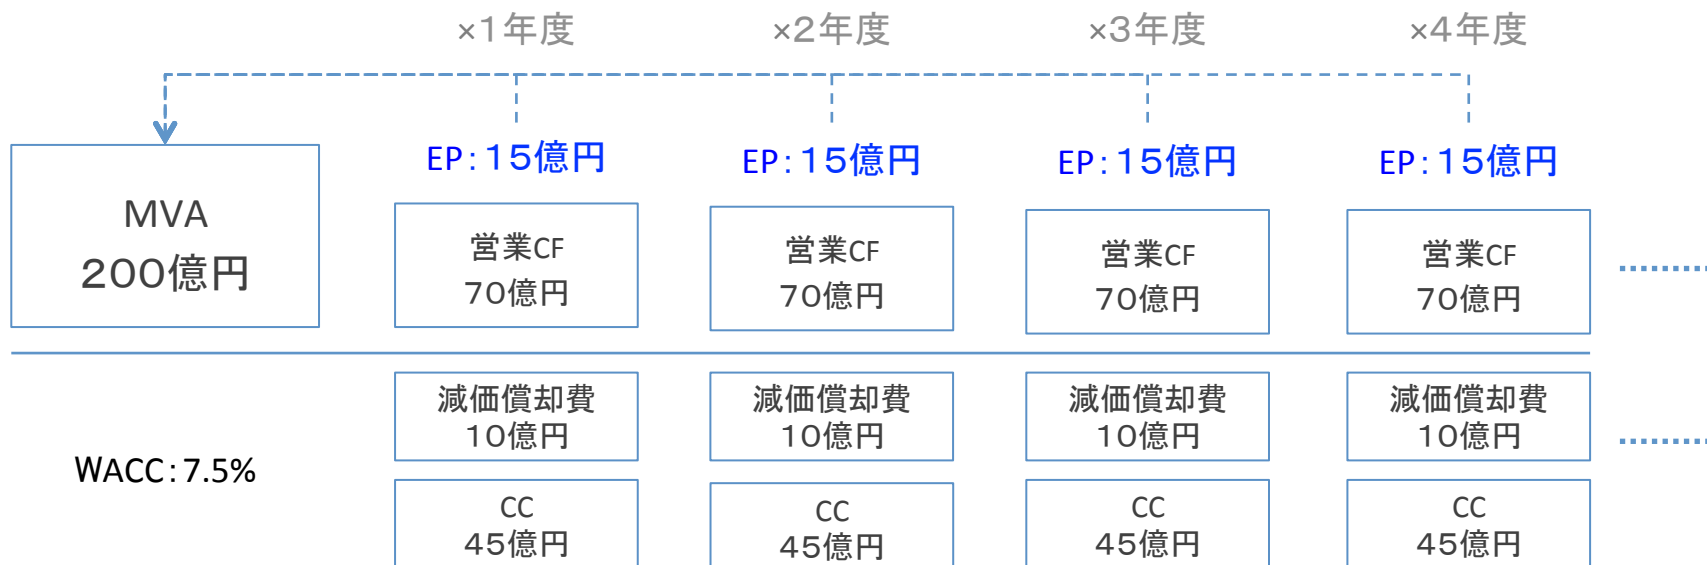 ×1年度 ×2年度 ×3年度 ×4年度
EP：15億円 EP：15億円 EP：15億円 EP：15億円
MVA
200億円
営業CF
70億円
営業CF
70億円
営業CF
70億円
営業CF
70億円
WACC：7.5%
減価償却費
10億円
減価償却費
10億円
減価償却費
10億円
減価償却費
10億円
CC
45億円
CC
45億円
CC
45億円
CC
45億円